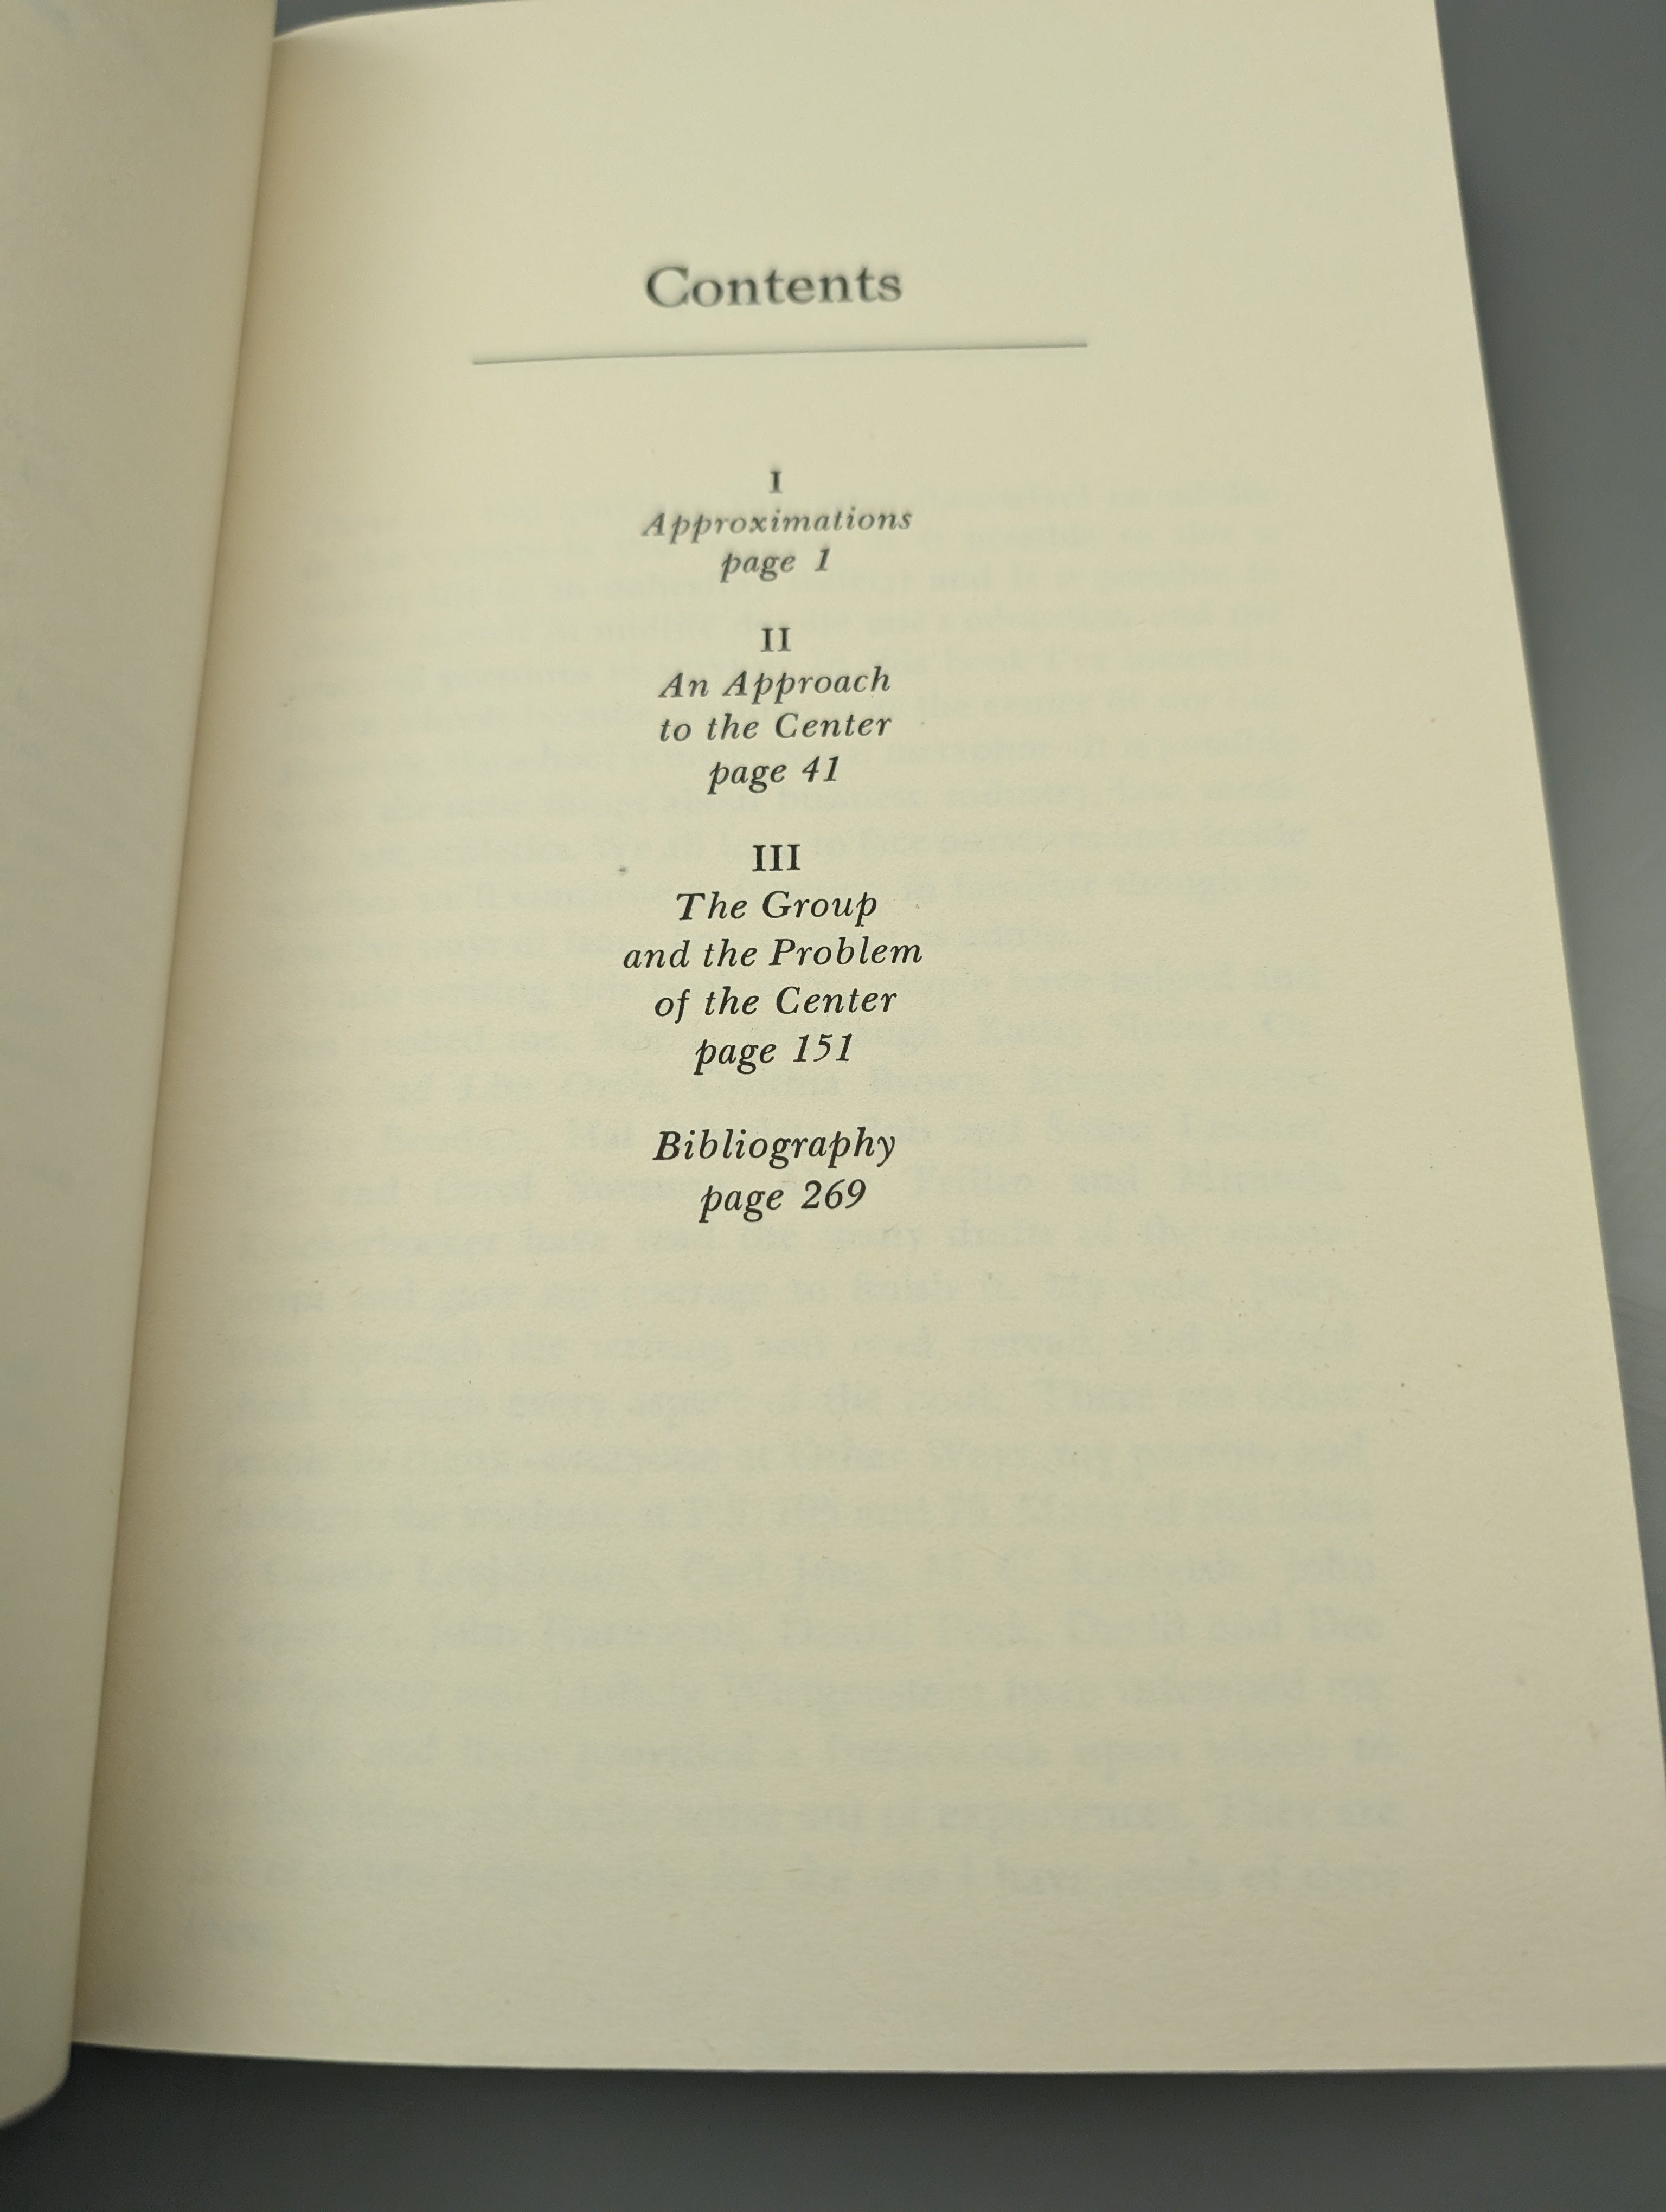 Contents
I
Approximations
page 1
II
An Approach
to the Center
page 41
III
The Group
and the Problem
of the Center
page 151
Bibliography
page 269